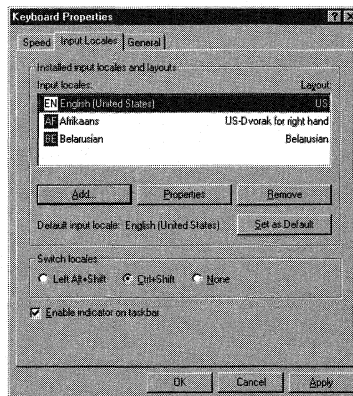 Keyboard Properties
Speed Input Locales General
Installed input locales and layouts
Input locales: Layout:
EN English (United States) US
AF Afrikaans US-Dvorak for right hand
BE Belarusian Belarusian
Add... Properties Remove
Default input locale: English (United States) Set as Default
Switch locales
Left Alt+Shift Ctrl+Shift None
Enable indicator on taskbar
OK Cancel Apply